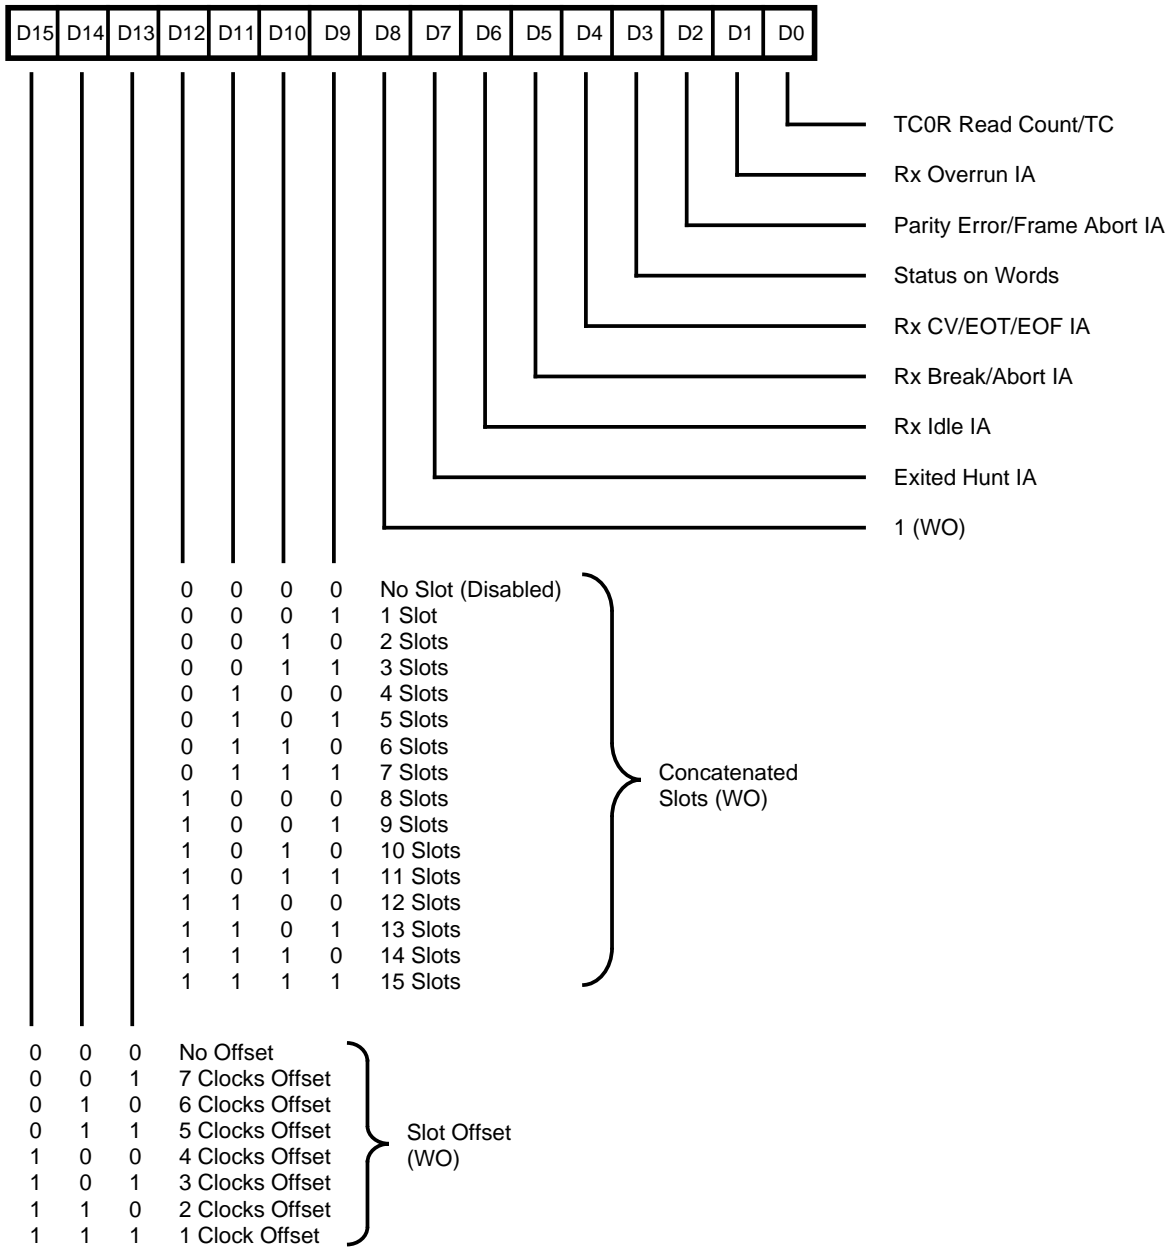 D15 D14 D13 D12 D11 D10 D9 D8 D7 D6 D5 D4 D3 D2 D1 D0
TC0R Read Count/TC
Rx Overrun IA
Parity Error/Frame Abort IA
Status on Words
Rx CV/EOT/EOF IA
Rx Break/Abort IA
Rx Idle IA
Exited Hunt IA
1 (WO)
0 0 0 0 No Slot (Disabled)
0 0 0 1 1 Slot
0 0 1 0 2 Slots
0 0 1 1 3 Slots
0 1 0 0 4 Slots
0 1 0 1 5 Slots
0 1 1 0 6 Slots
0 1 1 1 7 Slots
1 0 0 0 8 Slots
1 0 0 1 9 Slots
1 0 1 0 10 Slots
1 0 1 1 11 Slots
1 1 0 0 12 Slots
1 1 0 1 13 Slots
1 1 1 0 14 Slots
1 1 1 1 15 Slots
Concatenated
Slots (WO)
0 0 0 No Offset
0 0 1 7 Clocks Offset
0 1 0 6 Clocks Offset
0 1 1 5 Clocks Offset
1 0 0 4 Clocks Offset
1 0 1 3 Clocks Offset
1 1 0 2 Clocks Offset
1 1 1 1 Clock Offset
Slot Offset
(WO)